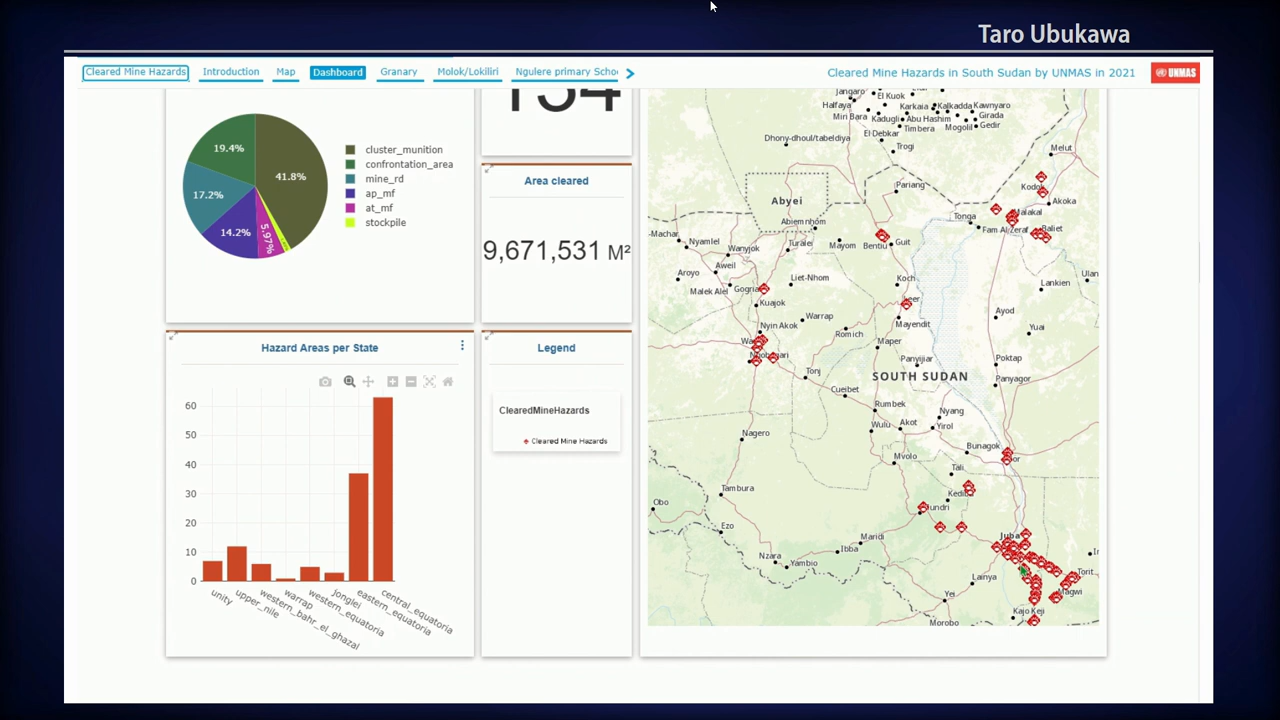 Taro Ubukawa
Cleared Mine Hazards Introduction Map Dashboard Granary Molok/Lokiliri Ngulere primary Schoo
Cleared Mine Hazards in South Sudan by UNMAS in 2021
UNMAS
19.4%
41.8%
17.2%
14.2%
5.97%
cluster_munition
confrontation_area
mine_rd
ap_mf
at_mf
stockpile
134
Area cleared
9,671,531 M²
Hazard Areas per State
60
50
40
30
20
10
0
unity
upper_nile
western_bahr_el_ghazal
warrap
western_equatoria
jonglei
eastern_equatoria
central_equatoria
Legend
ClearedMineHazards
Cleared Mine Hazards
Jangaro
El Kuok
Halfaya
Karkaia
Kalkadda
Kawnyaro
Miri Bara
Kadugli
Abu Hashim
Girada
Timbera
Mogolil
Gedir
El Debkar
Dhony-dhoul/tabeldiya
Trogi
Melut
Kodok
Pariang
Abyei
Akoka
Malakal
Tonga
Abiemnhom
Fam Al Zeraf
Baliet
Machar
Nyamlel
Turalei
Mayom
Bentiu
Guit
Wanyjok
Aweil
Aroyo
Liet-Nhom
Koch
Ulan
Malek Alel
Gogria
Lankien
Kuajok
Leer
Warrap
Ayod
Nyin Akok
Mayendit
Romich
Yuai
Maper
Panyijiar
Poktap
Tonj
SOUTH SUDAN
Panyagor
Cueibet
Rumbek
Nyang
Wulu
Akot
Yirol
Nagero
Bunagok
Mvolo
Tali
Tambura
Kediba
Obo
Mundri
Ezo
Juba
Maridi
Ibba
Nzara
Yambio
Torit
Lainya
Magwi
Yei
Kajo Keji
Morobo